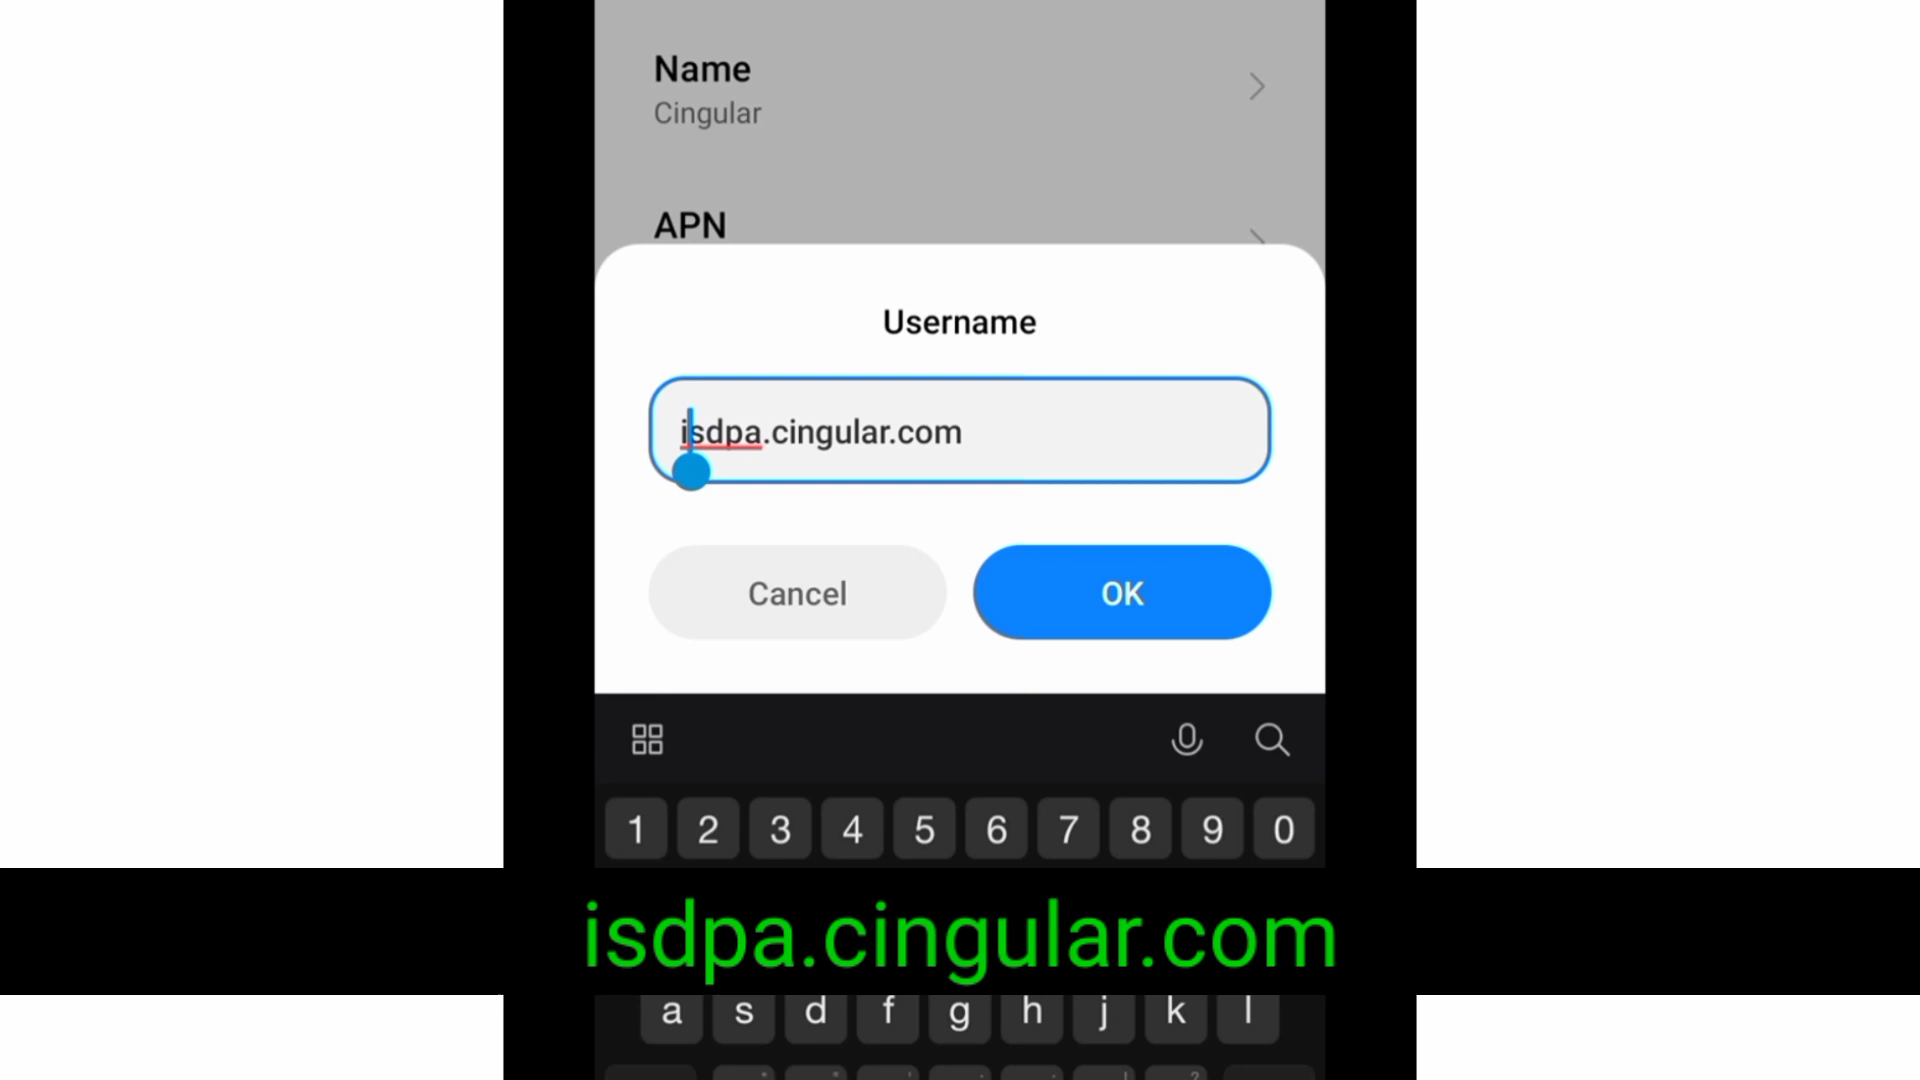 Name
Cingular
APN
Username
isdpa.cingular.com
Cancel
OK
1 2 3 4 5 6 7 8 9 0
isdpa.cingular.com
a s d f g h j k l